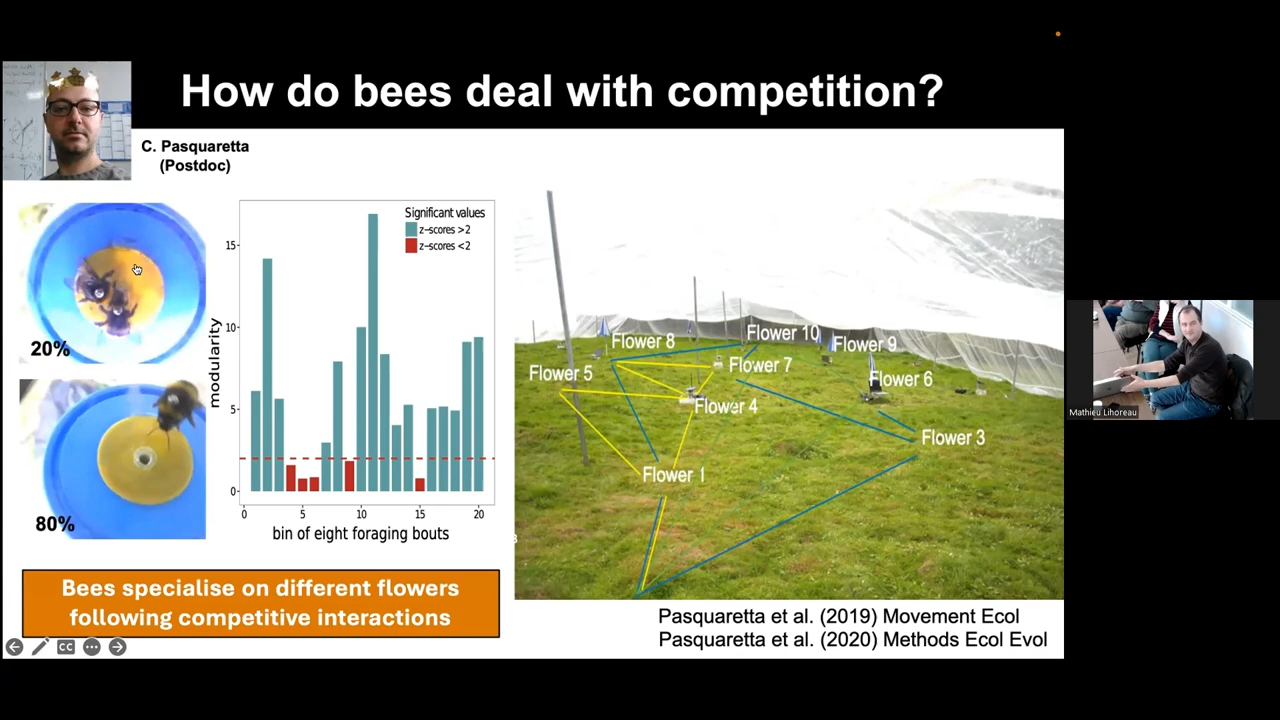 How do bees deal with competition?
C. Pasquaretta
(Postdoc)
20%
80%
Significant values
z-scores >2
z-scores <2
modularity
15
10
5
0
0
5
10
15
20
bin of eight foraging bouts
Flower 10
Flower 8
Flower 9
Flower 7
Flower 5
Flower 6
Flower 4
Flower 3
Flower 1
Bees specialise on different flowers
following competitive interactions
Pasquaretta et al. (2019) Movement Ecol
Pasquaretta et al. (2020) Methods Ecol Evol
CC
Mathieu Lihoreau